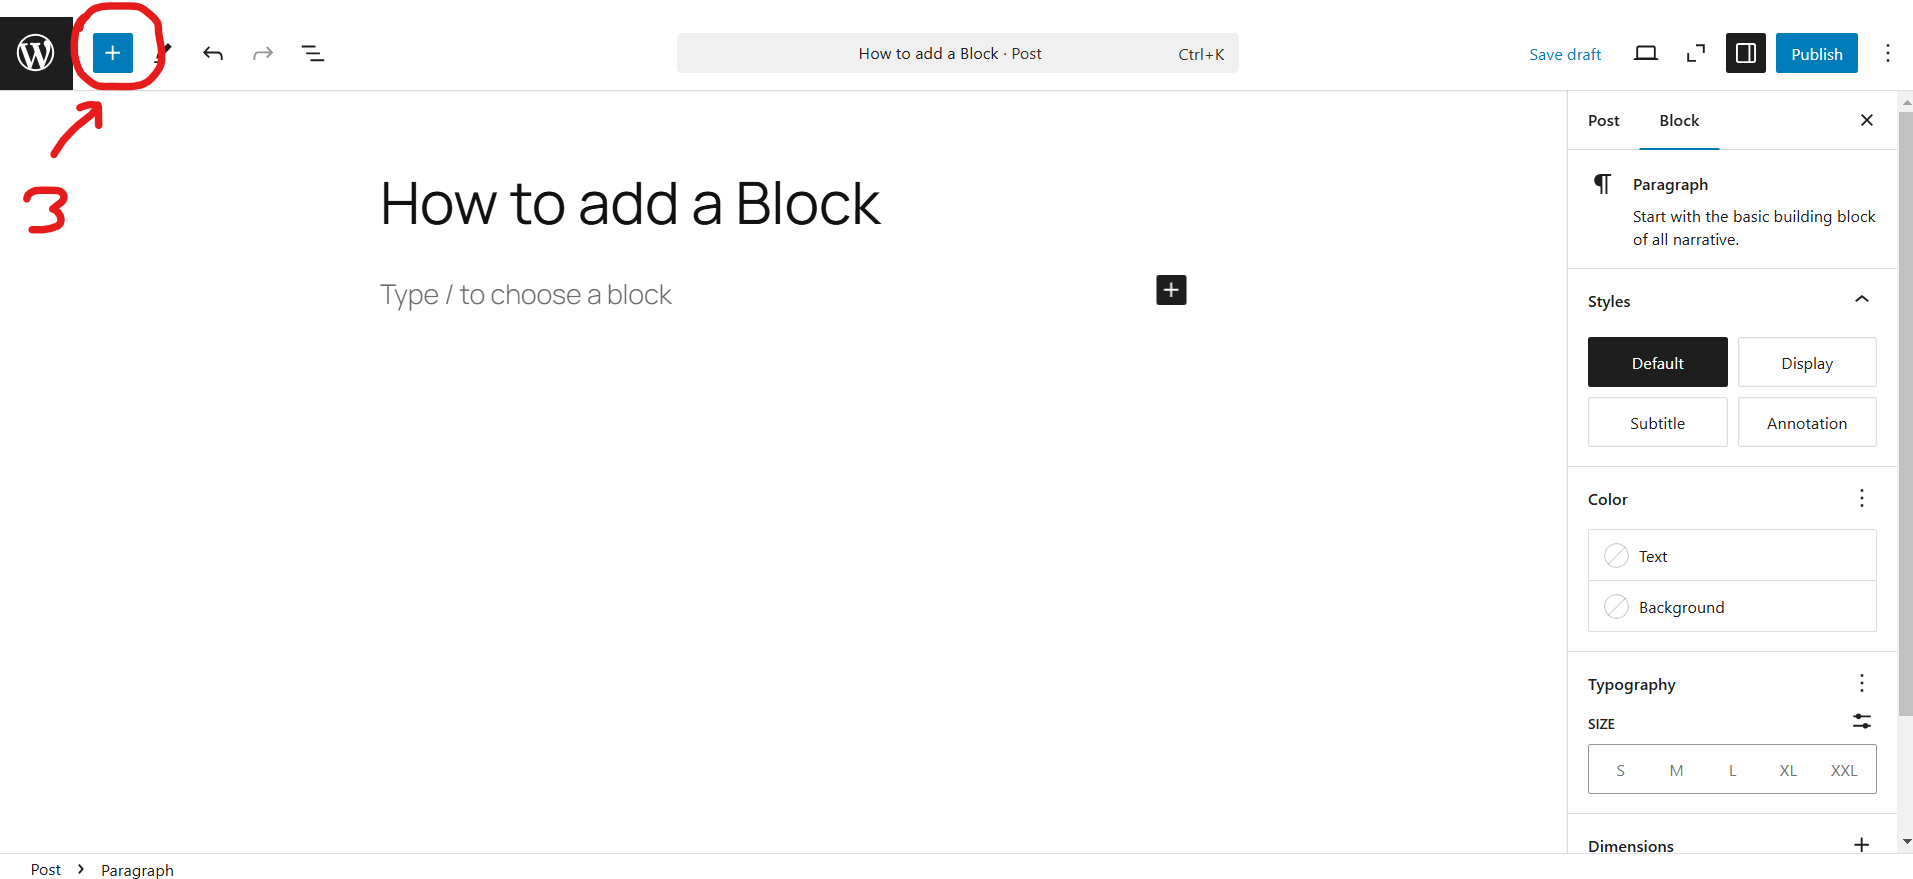 How to add a Block · Post Ctrl+K
Save draft
Publish
3
How to add a Block
Type / to choose a block
Post Block
Paragraph
Start with the basic building block
of all narrative.
Styles
Default Display
Subtitle Annotation
Color
Text
Background
Typography
SIZE
S M L XL XXL
Dimensions
Post > Paragraph